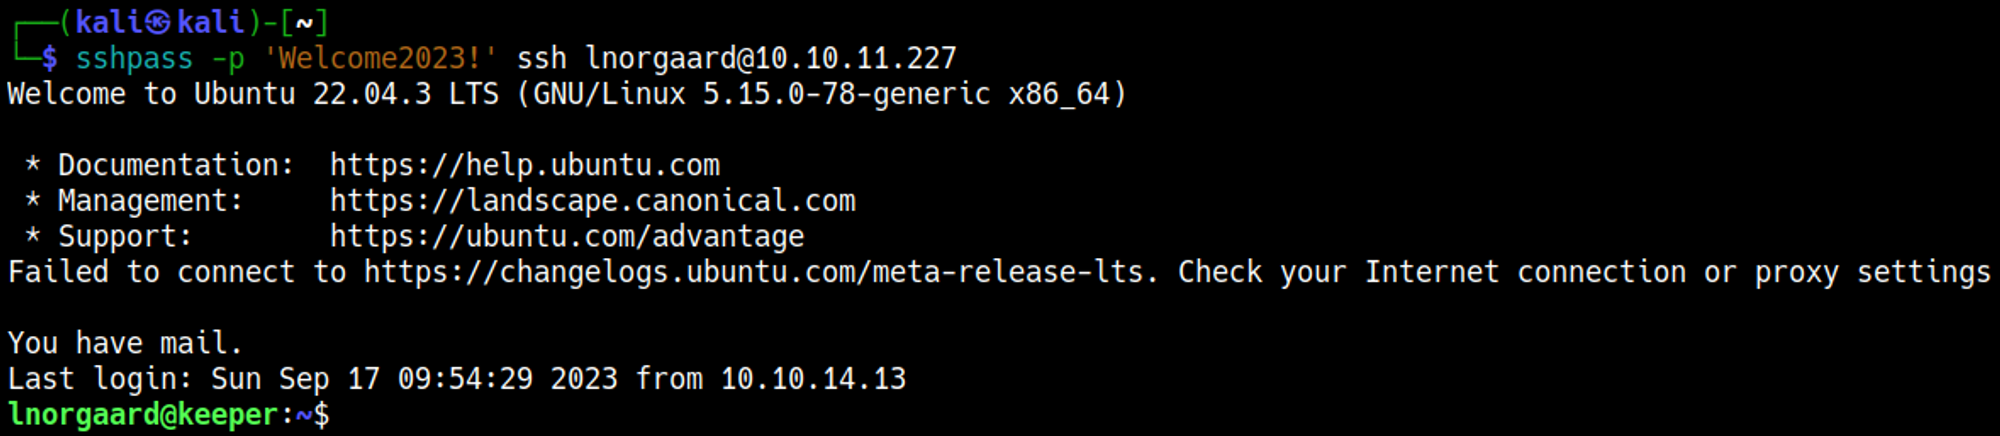 ┌──(kali㉿kali)-[~]
└─$ sshpass -p 'Welcome2023!' ssh lnorgaard@10.10.11.227
Welcome to Ubuntu 22.04.3 LTS (GNU/Linux 5.15.0-78-generic x86_64)

 * Documentation:  https://help.ubuntu.com
 * Management:     https://landscape.canonical.com
 * Support:        https://ubuntu.com/advantage
Failed to connect to https://changelogs.ubuntu.com/meta-release-lts. Check your Internet connection or proxy settings

You have mail.
Last login: Sun Sep 17 09:54:29 2023 from 10.10.14.13
lnorgaard@keeper:~$